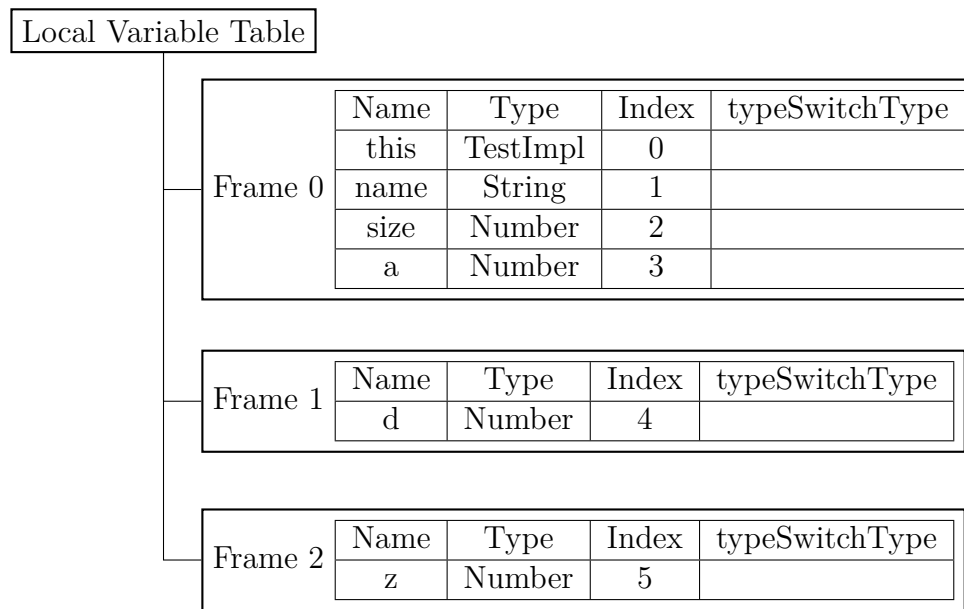 Local Variable Table
Frame 0
Name Type Index typeSwitchType
this TestImpl 0
name String 1
size Number 2
a Number 3
Frame 1
Name Type Index typeSwitchType
d Number 4
Frame 2
Name Type Index typeSwitchType
z Number 5